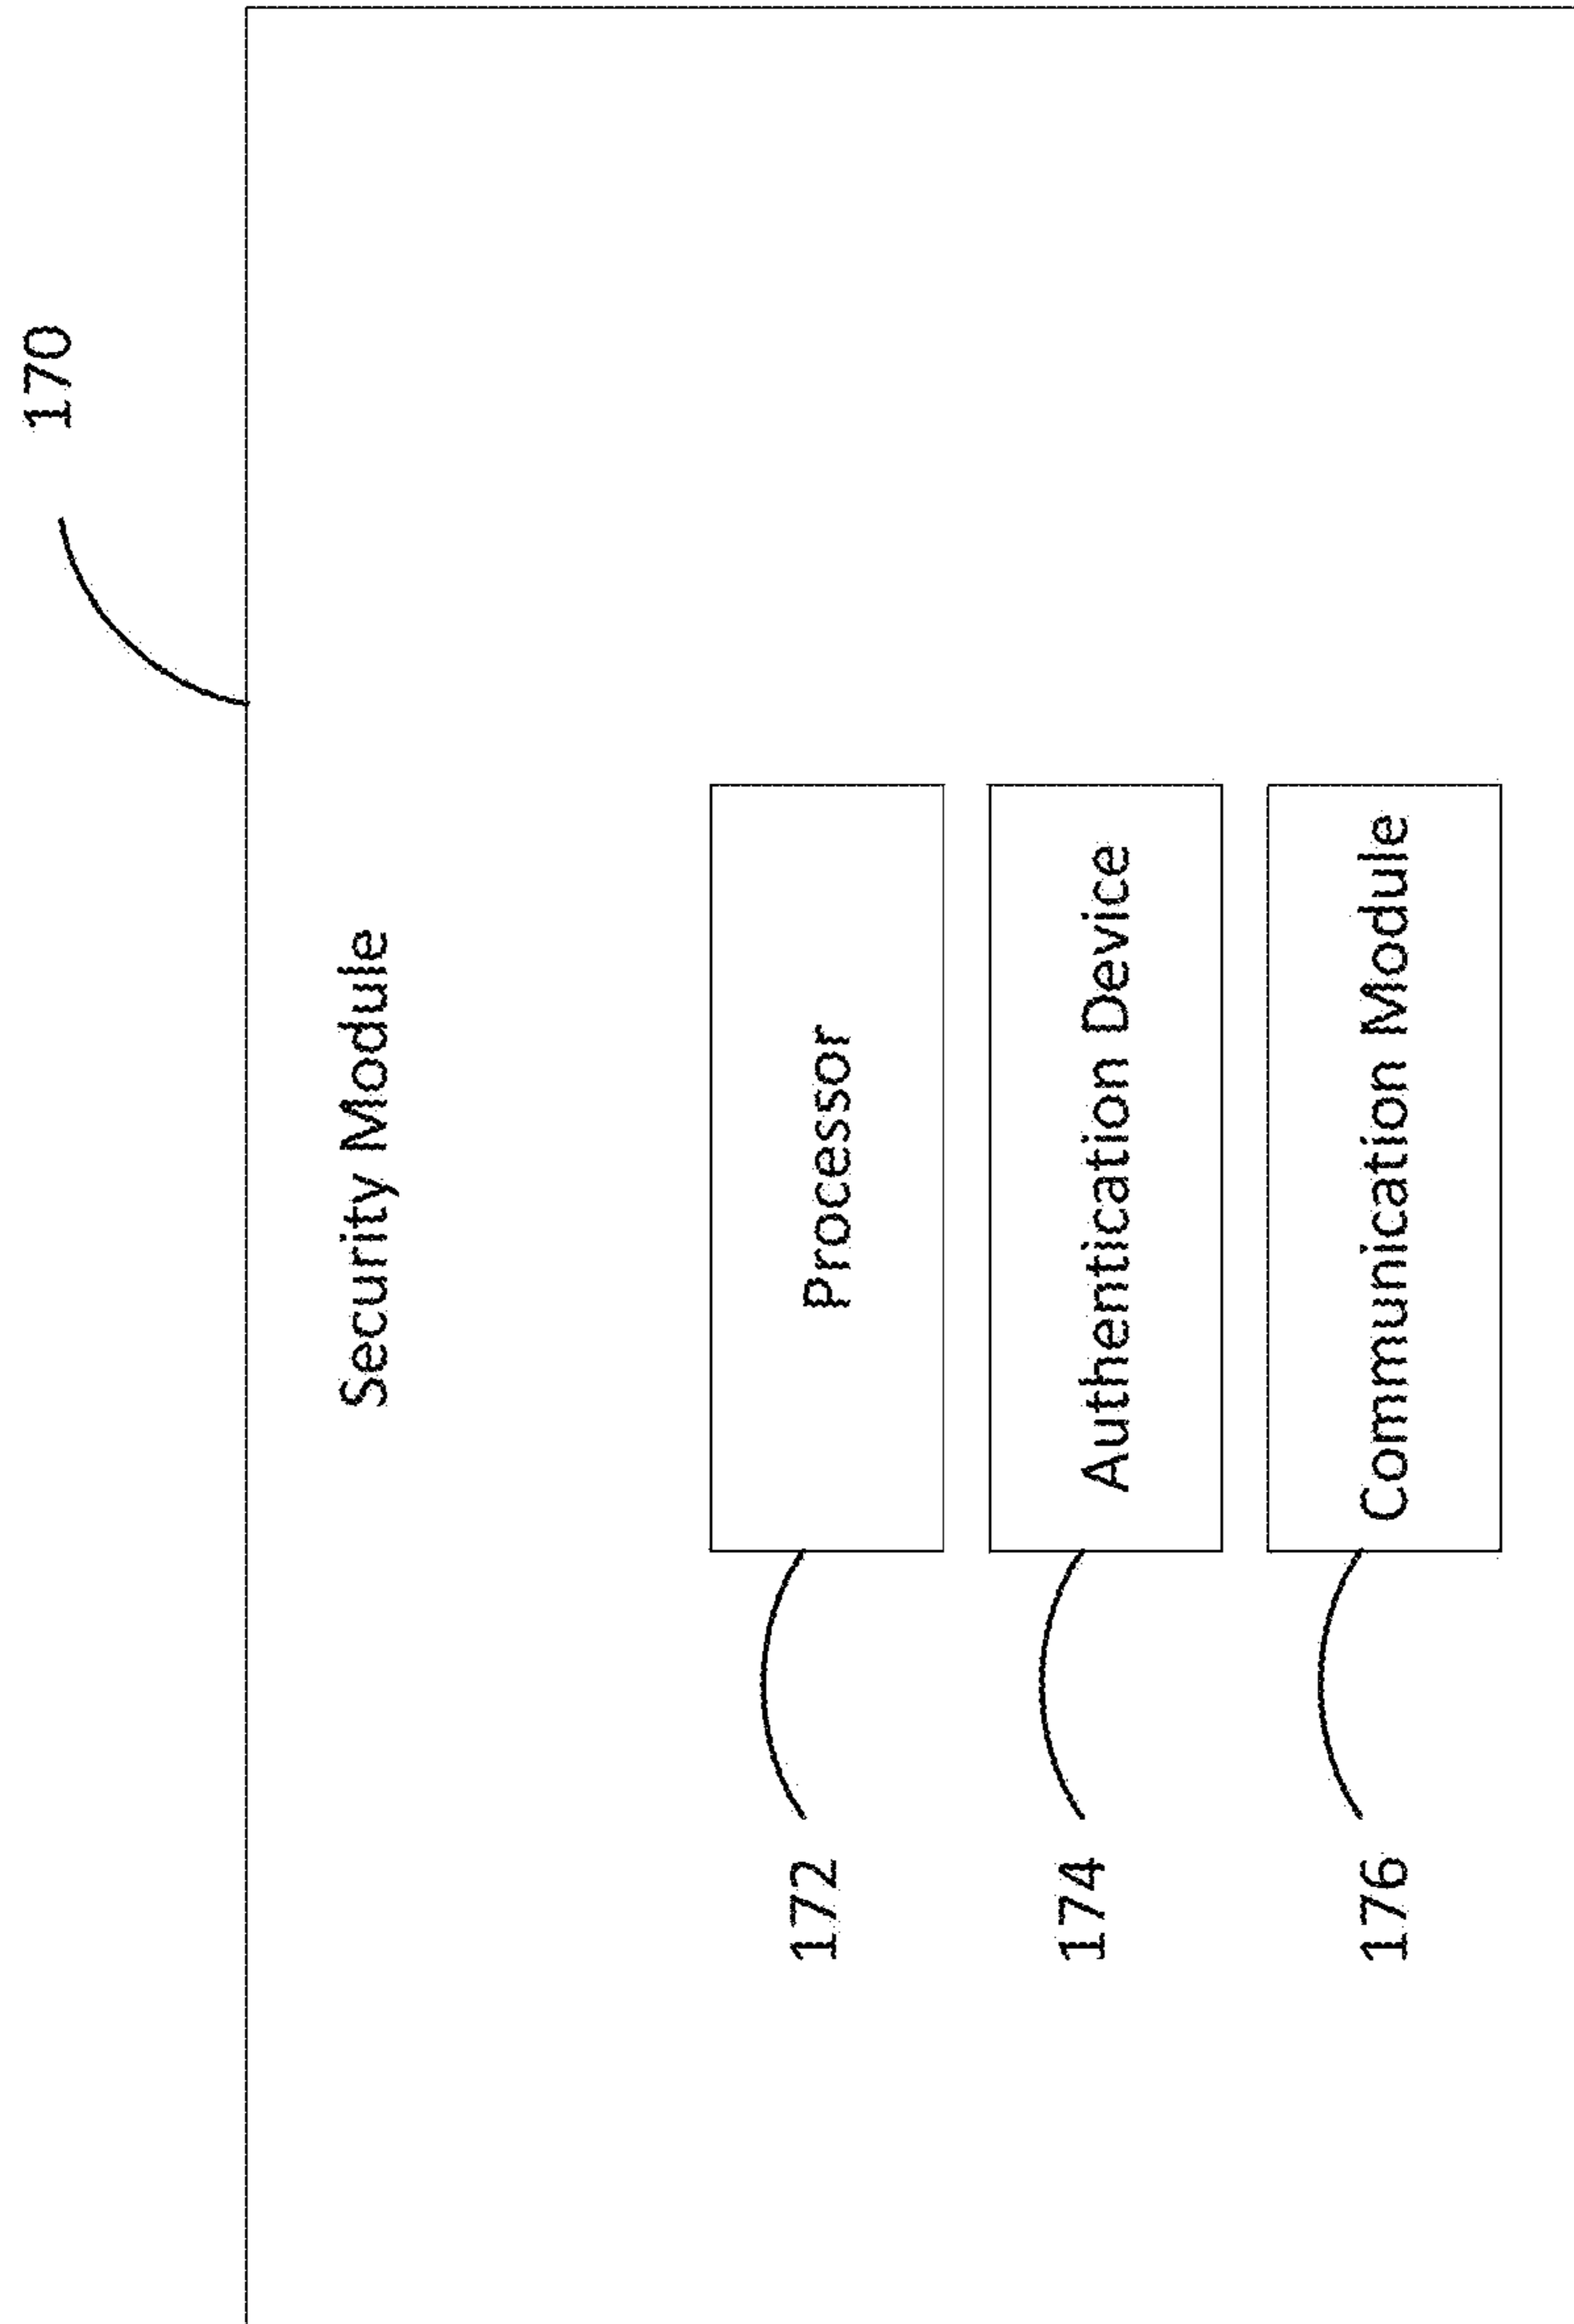 170
Security Module
172
Processor
174
Authentication Device
176
Communication Module